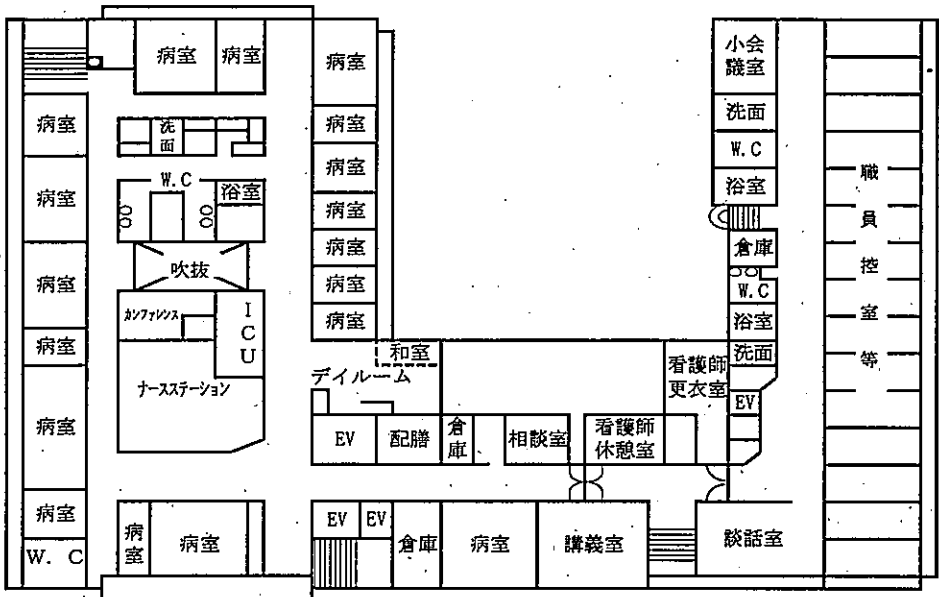 病室
病室
病室
小会
議室
病室
洗
面
病室
洗面
W.C
病室
W.C
浴室
病室
浴室
職
員
控
室
等
病室
病室
吹抜
病室
倉庫
病室
W.C
カンファレンス
ICU
病室
浴室
病室
和室
洗面
デイルーム
看護師
更衣室
ナースステーション
病室
EV
EV
配膳
倉
庫
相談室
看護師
休憩室
病室
病
室
病室
EV
EV
倉庫
病室
講義室
談話室
W. C